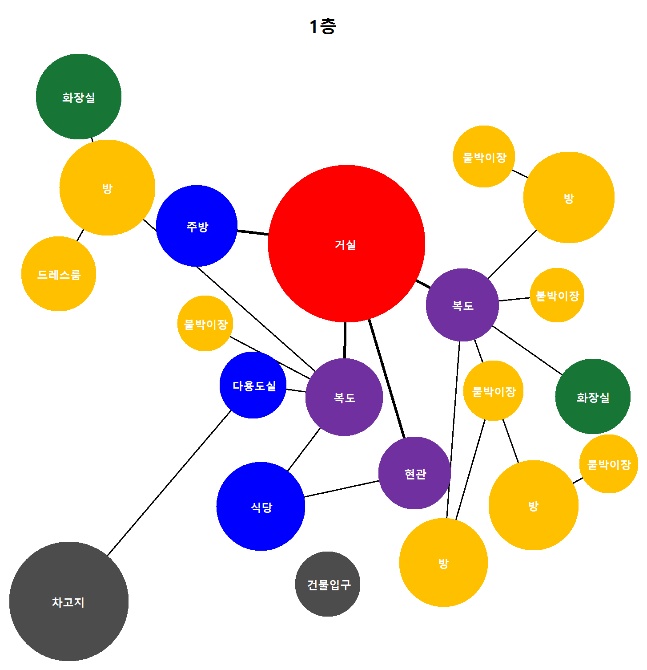 1층
화장실
붙박이장
방
방
주방
거실
드레스룸
붙박이장
복도
붙박이장
다용도실
복도
붙박이장
화장실
붙박이장
현관
식당
방
방
건물입구
차고지